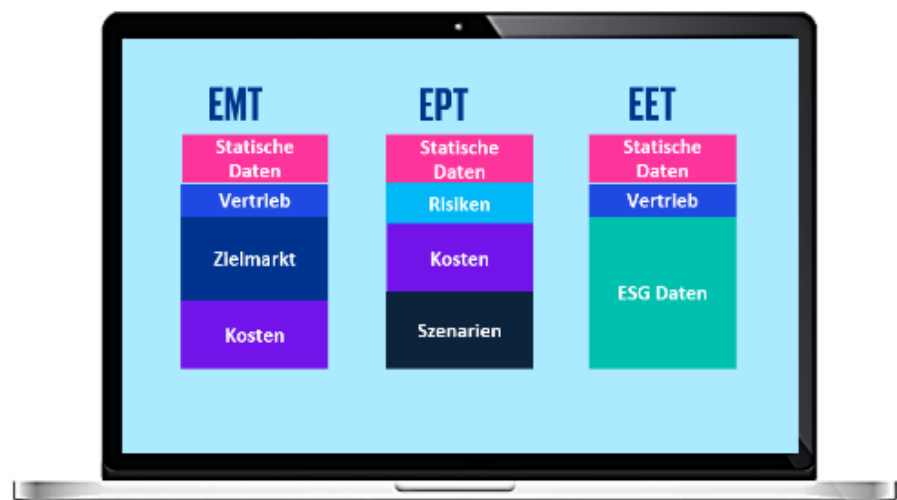 EMT
Statische
Daten
Vertrieb
Zielmarkt
Kosten
EPT
Statische
Daten
Risiken
Kosten
Szenarien
EET
Statische
Daten
Vertrieb
ESG Daten